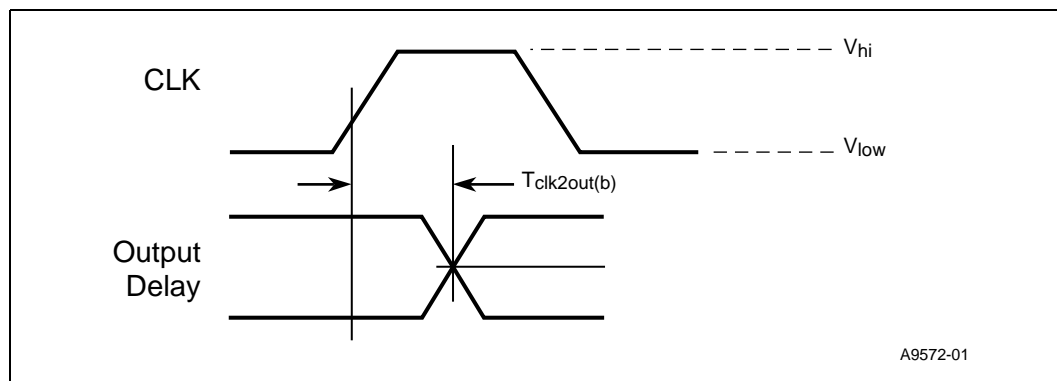 CLK
Vhi
Vlow
Tclk2out(b)
Output
Delay
A9572-01